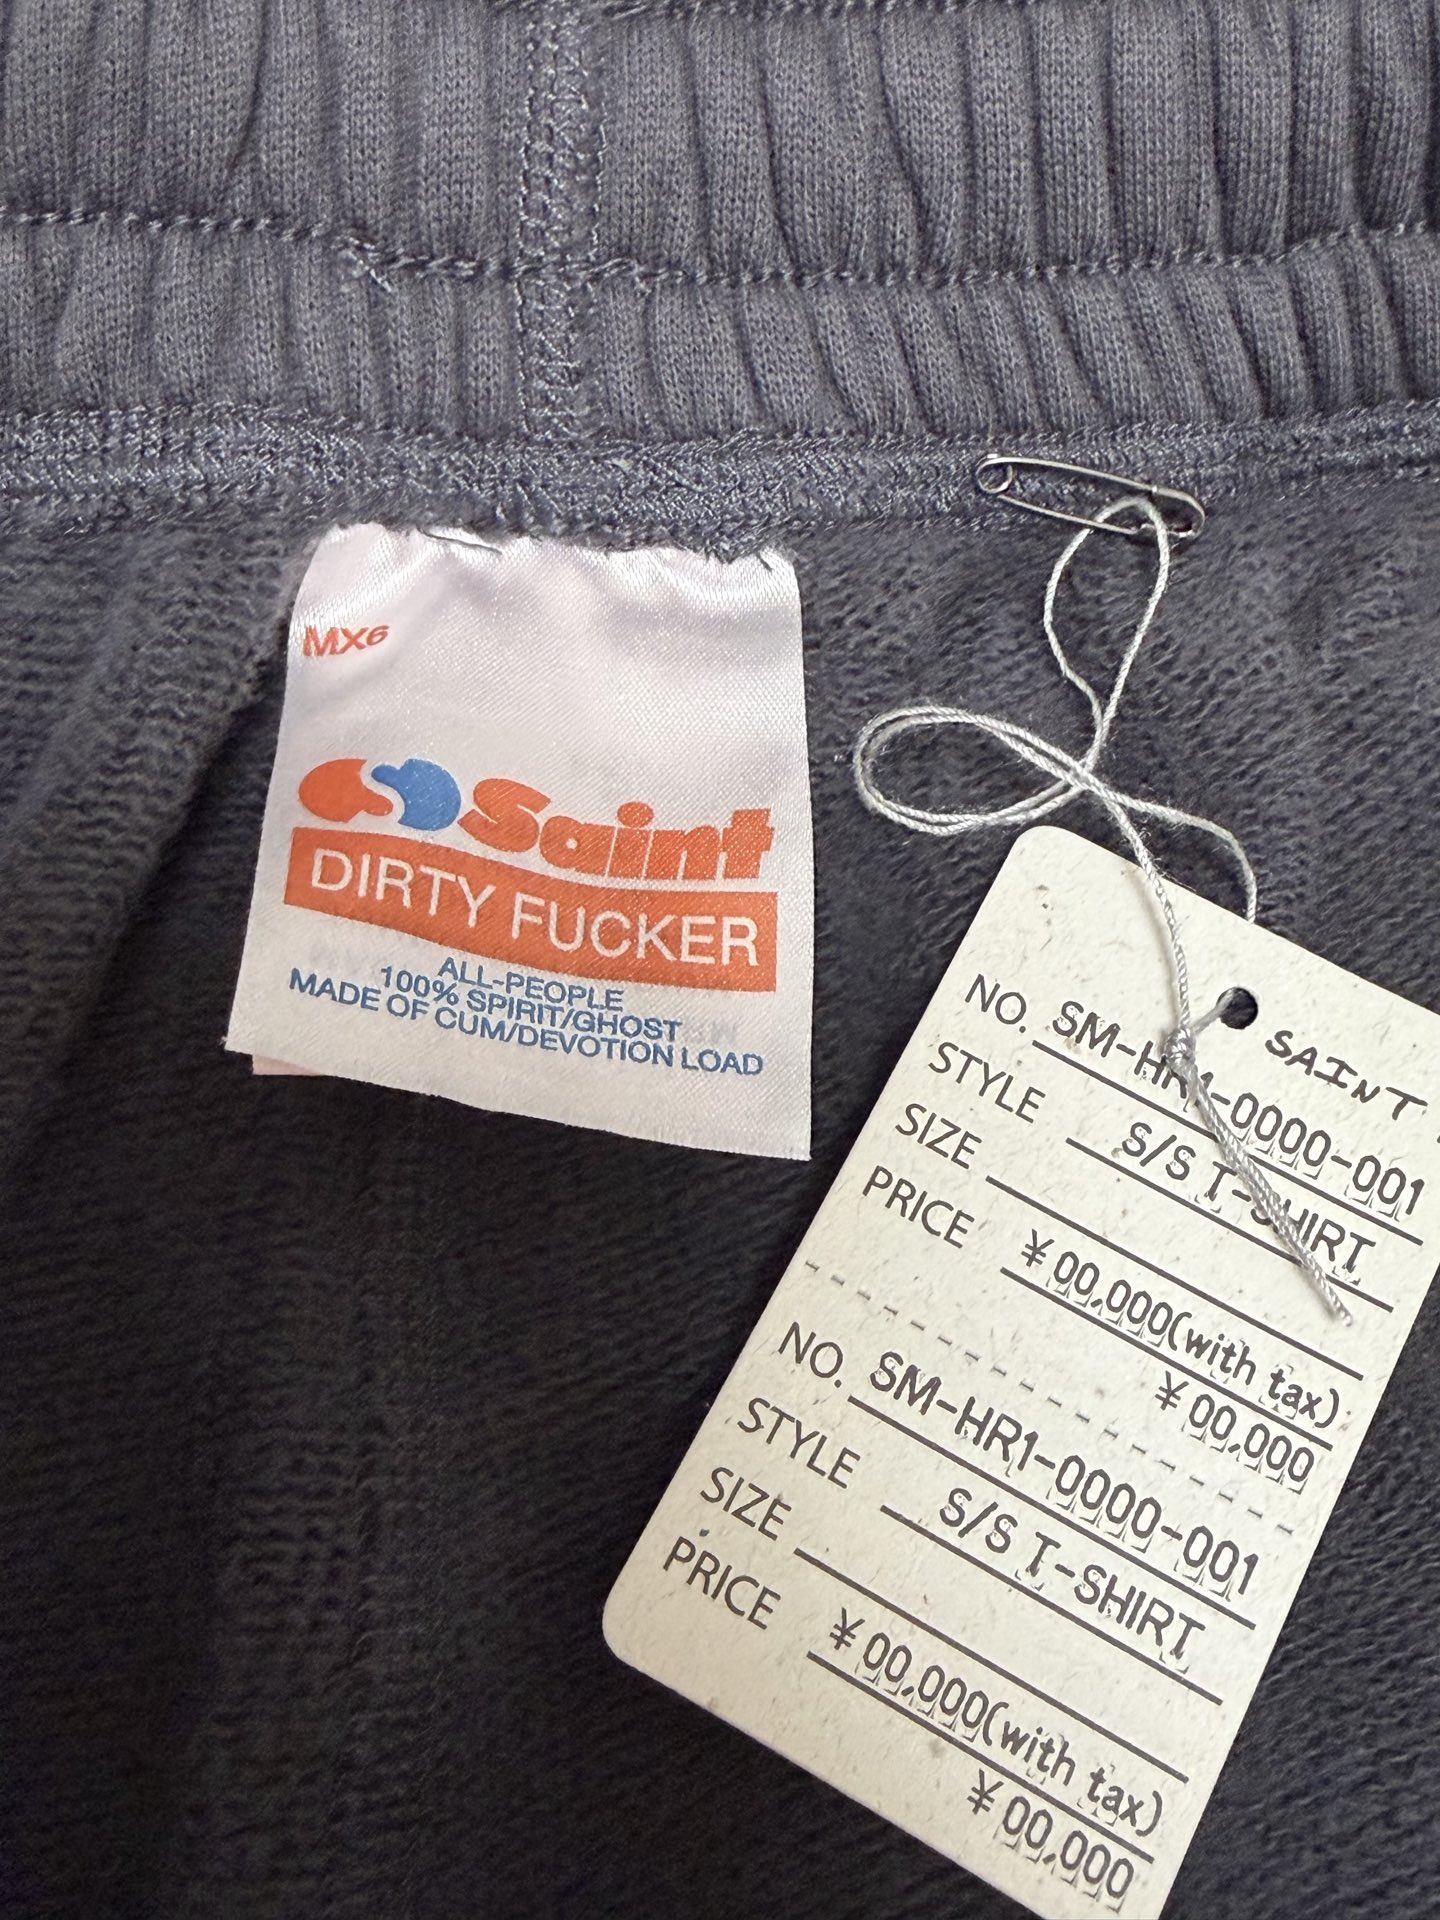 MX6
Saint
DIRTY FUCKER
ALL-PEOPLE
100% SPIRIT/GHOST
MADE OF CUM/DEVOTION LOAD
SAINT
NO. SM-HR1-0000-001
STYLE S/S T-SHIRT
SIZE
PRICE ¥00,000(with tax)
¥00,000
NO. SM-HR1-0000-001
STYLE S/S T-SHIRT
SIZE
PRICE ¥00,000(with tax)
¥00,000